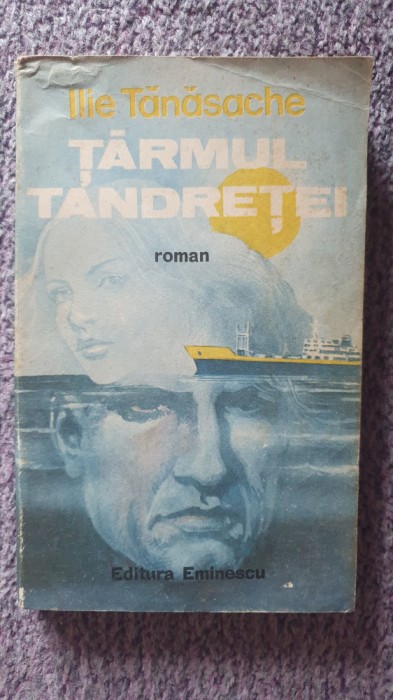 Ilie Tănăsache
ȚĂRMUL
TANDREȚEI
roman
Editura Eminescu